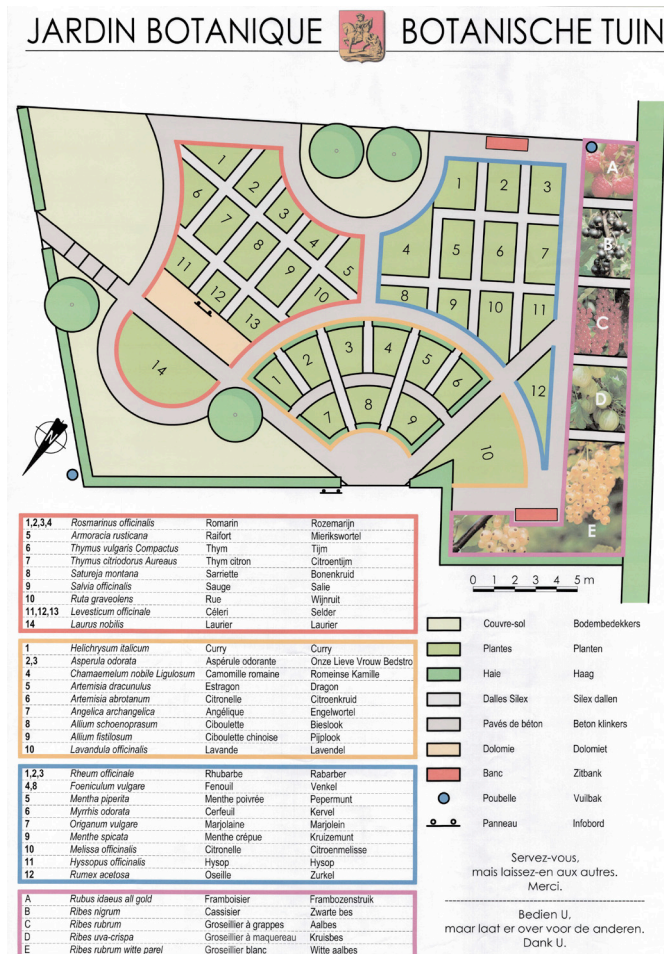 JARDIN BOTANIQUE BOTANISCHE TUIN
1 2 3 4 5 6 7 8 9 10 11 12 13 14
1 2 3 4 5 6 7 8 9 10 11 12
1 2 3 4 5 6 7 8 9 10
A
B
C
D
E
N
0 1 2 3 4 5 m
1,2,3,4 Rosmarinus officinalis Romarin Rozemarijn
5 Armoracia rusticana Raifort Mierikswortel
6 Thymus vulgaris Compactus Thym Tijm
7 Thymus citriodorus Aureaus Thym citron Citroentijm
8 Satureja montana Sarriette Bonenkruid
9 Salvia officinalis Sauge Salie
10 Ruta graveolens Rue Wijnruit
11,12,13 Levesticum officinale Céleri Selder
14 Laurus nobilis Laurier Laurier
1 Helichrysum italicum Curry Curry
2,3 Asperula odorata Aspérule odorante Onze Lieve Vrouw Bedstro
4 Chamaemelum nobile Ligulosum Camomille romaine Romeinse Kamille
5 Artemisia dracunulus Estragon Dragon
6 Artemisia abrotanum Citronelle Citroenkruid
7 Angelica archangelica Angélique Engelwortel
8 Allium schoenoprasum Ciboulette Bieslook
9 Allium fistilosum Ciboulette chinoise Pijplook
10 Lavandula officinalis Lavande Lavendel
1,2,3 Rheum officinale Rhubarbe Rabarber
4,8 Foeniculum vulgare Fenouil Venkel
5 Mentha piperita Menthe poivrée Pepermunt
6 Myrrhis odorata Cerfeuil Kervel
7 Origanum vulgare Marjolaine Marjolein
9 Menthe spicata Menthe crépue Kruizemunt
10 Melissa officinalis Citronelle Citroenmelisse
11 Hyssopus officinalis Hysop Hysop
12 Rumex acetosa Oseille Zurkel
A Rubus idaeus all gold Framboisier Frambozenstruik
B Ribes nigrum Cassisier Zwarte bes
C Ribes rubrum Groseillier à grappes Aalbes
D Ribes uva-crispa Groseillier à maquereau Kruisbes
E Ribes rubrum witte parel Groseillier blanc Witte aalbes
Couvre-sol Bodembedekkers
Plantes Planten
Haie Haag
Dalles Silex Silex dallen
Pavés de béton Beton klinkers
Dolomie Dolomiet
Banc Zitbank
Poubelle Vuilbak
Panneau Infobord
Servez-vous,
mais laissez-en aux autres.
Merci.
Bedien U,
maar laat er over voor de anderen.
Dank U.